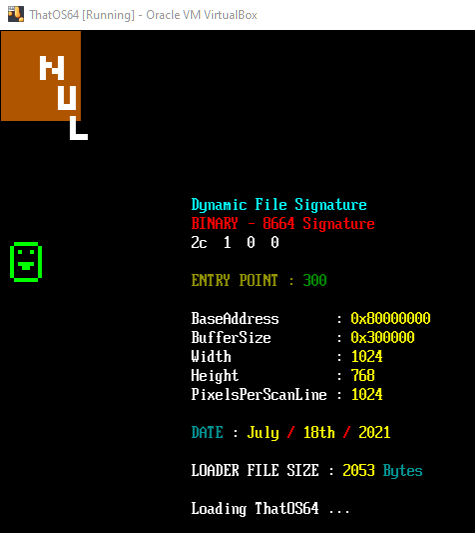 ThatOS64 [Running] - Oracle VM VirtualBox
N
U
L
Dynamic File Signature
BINARY - 8664 Signature
2c 1 0 0
ENTRY POINT : 300
BaseAddress : 0x80000000
BufferSize : 0x300000
Width : 1024
Height : 768
PixelsPerScanLine : 1024
DATE : July / 18th / 2021
LOADER FILE SIZE : 2053 Bytes
Loading ThatOS64 ...